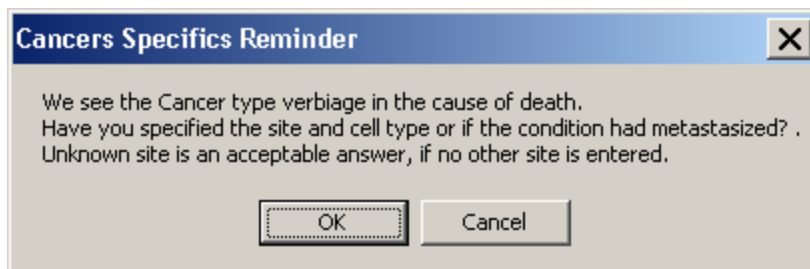 Cancers Specifics Reminder
We see the Cancer type verbiage in the cause of death.
Have you specified the site and cell type or if the condition had metastasized? .
Unknown site is an acceptable answer, if no other site is entered.
OK Cancel